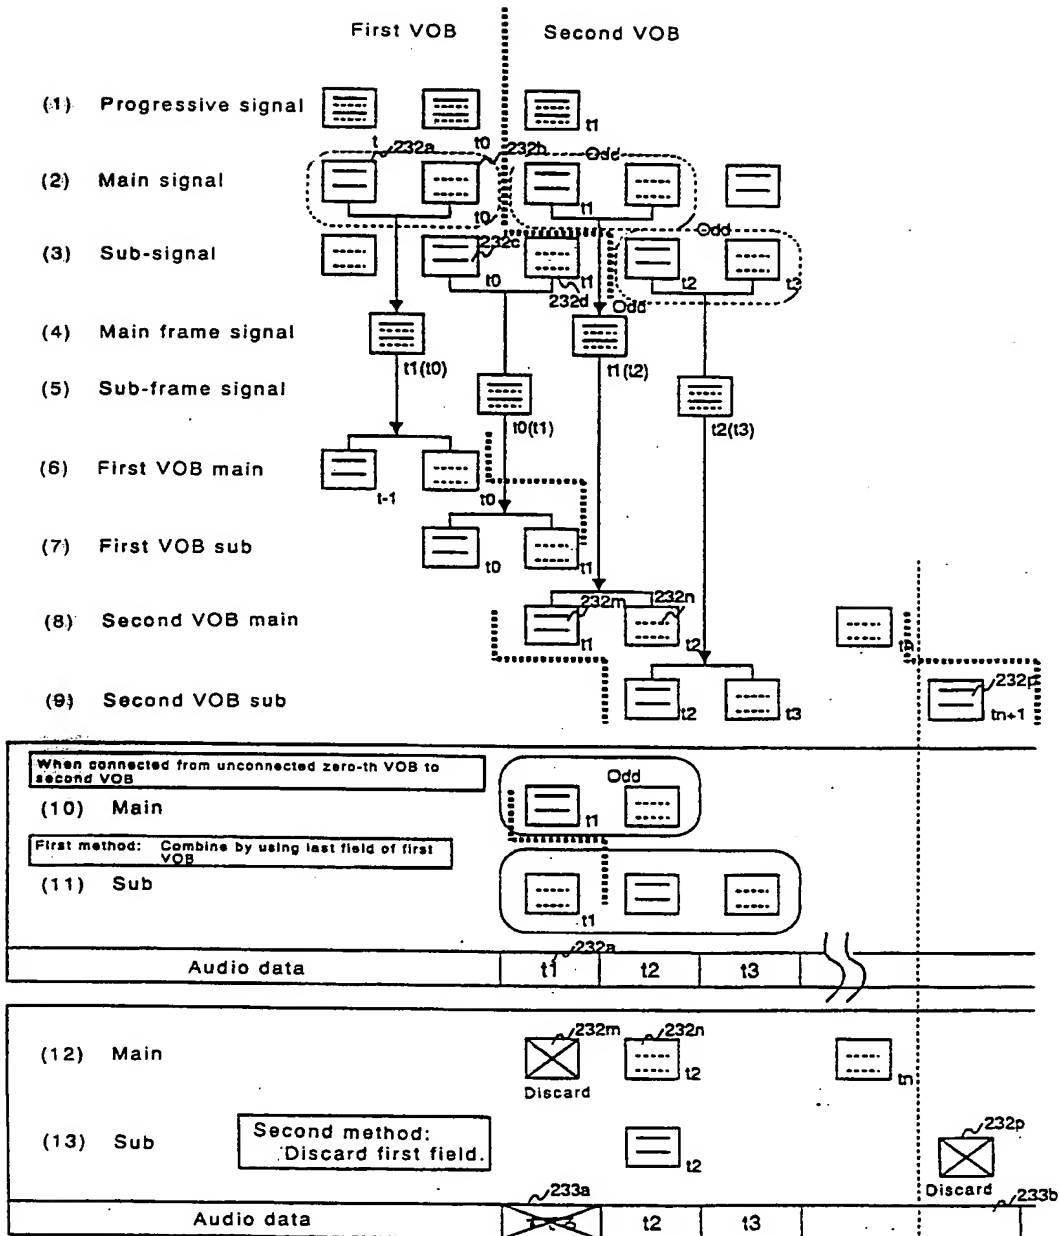 First VOB Second VOB
(1) Progressive signal
t0 t1
t 232a 232b Odd
(2) Main signal
t0 t1
Odd
(3) Sub-signal
232c
t0 t1 t2 t3
232d Odd
(4) Main frame signal
t1(t0) t1(t2)
(5) Sub-frame signal
t0(t1) t2(t3)
(6) First VOB main
t-1 t0
(7) First VOB sub
t0 t1
232m 232n
(8) Second VOB main
t1 t2 tn
232p
(9) Second VOB sub
t2 t3 tn+1
When connected from unconnected zero-th VOB to
second VOB
Odd
(10) Main
t1
First method: Combine by using last field of first
VOB
(11) Sub
t1
232a
Audio data t1 t2 t3
232m 232n
(12) Main
t2 tn
Discard
232p
(13) Sub
Second method:
Discard first field.
t2
Discard
233a 233b
Audio data t2 t3